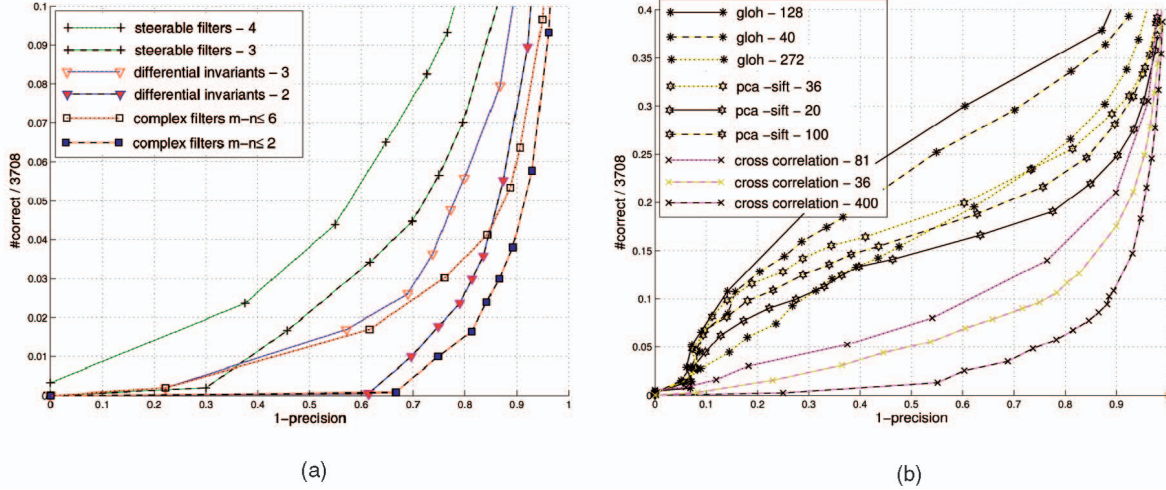 0.1
0.09
0.08
0.07
0.06
0.05
0.04
0.03
0.02
0.01
0
#correct / 3708
steerable filters – 4
steerable filters – 3
differential invariants – 3
differential invariants – 2
complex filters m–n≤ 6
complex filters m–n≤ 2
0 0.1 0.2 0.3 0.4 0.5 0.6 0.7 0.8 0.9 1
1–precision
(a)
0.4
0.35
0.3
0.25
0.2
0.15
0.1
0.05
0
#correct / 3708
gloh – 128
gloh – 40
gloh – 272
pca –sift – 36
pca –sift – 20
pca –sift – 100
cross correlation – 81
cross correlation – 36
cross correlation – 400
0 0.1 0.2 0.3 0.4 0.5 0.6 0.7 0.8 0.9
1–precision
(b)